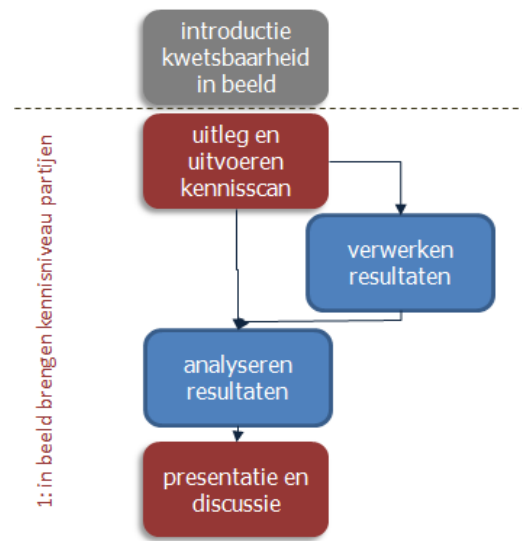 introductie
kwetsbaarheid
in beeld
1: in beeld brengen kennisniveau partijen
uitleg en
uitvoeren
kennisscan
verwerken
resultaten
analyseren
resultaten
presentatie en
discussie